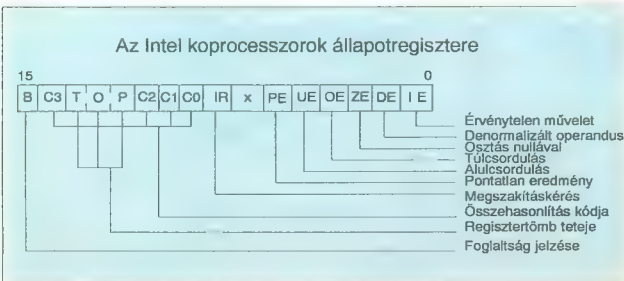 Az Intel koprocesszorok állapotregisztere
15 0
B C3 T O P C2 C1 C0 IR x PE UE OE ZE DE I E
Érvénytelen művelet
Denormalizált operandus
Osztás nullával
Túlcsordulás
Alulcsordulás
Pontatlan eredmény
Megszakításkérés
Összehasonlítás kódja
Regisztertömb teteje
Foglaltság jelzése